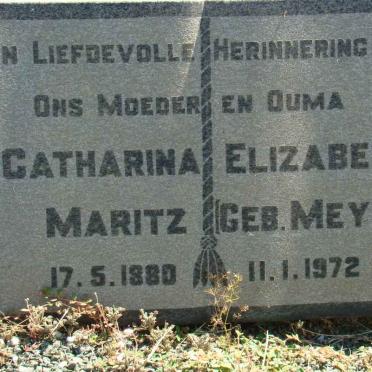 N LIEFDEVOLLE HERINNERING
ONS MOEDER EN OUMA
CATHARINA ELIZABE
MARITZ (GEB. MEY
17.5.1880 11.1.1972